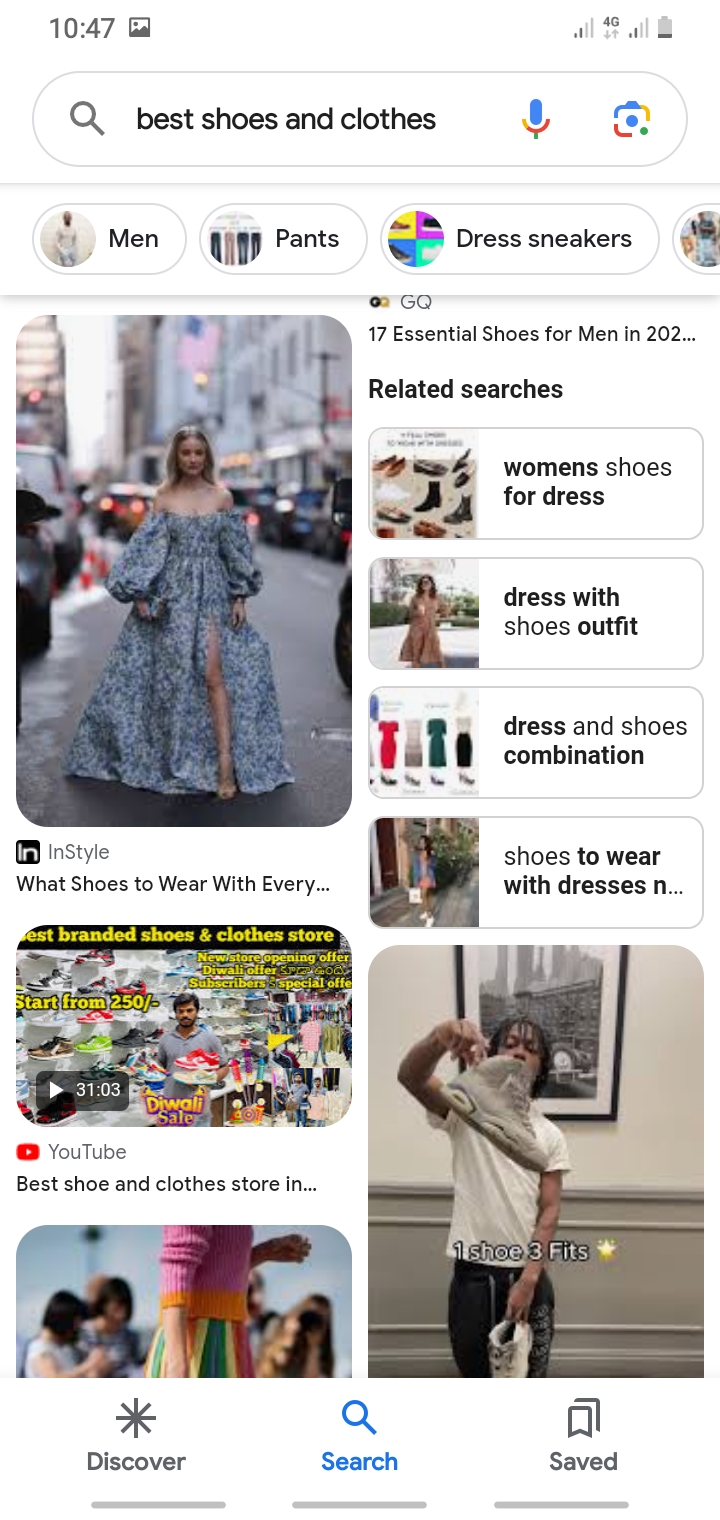 10:47
4G
best shoes and clothes
Men
Pants
Dress sneakers
GQ
17 Essential Shoes for Men in 202...
Related searches
womens shoes
for dress
dress with
shoes outfit
dress and shoes
combination
shoes to wear
with dresses n...
InStyle
What Shoes to Wear With Every...
est branded shoes & clothes store
New store opening offer
Diwali offer కూడా ఉంది
Subscribers s special offe
Start from 250/-
31:03
Diwali
Sale
YouTube
Best shoe and clothes store in...
1 shoe 3 Fits
Discover
Search
Saved